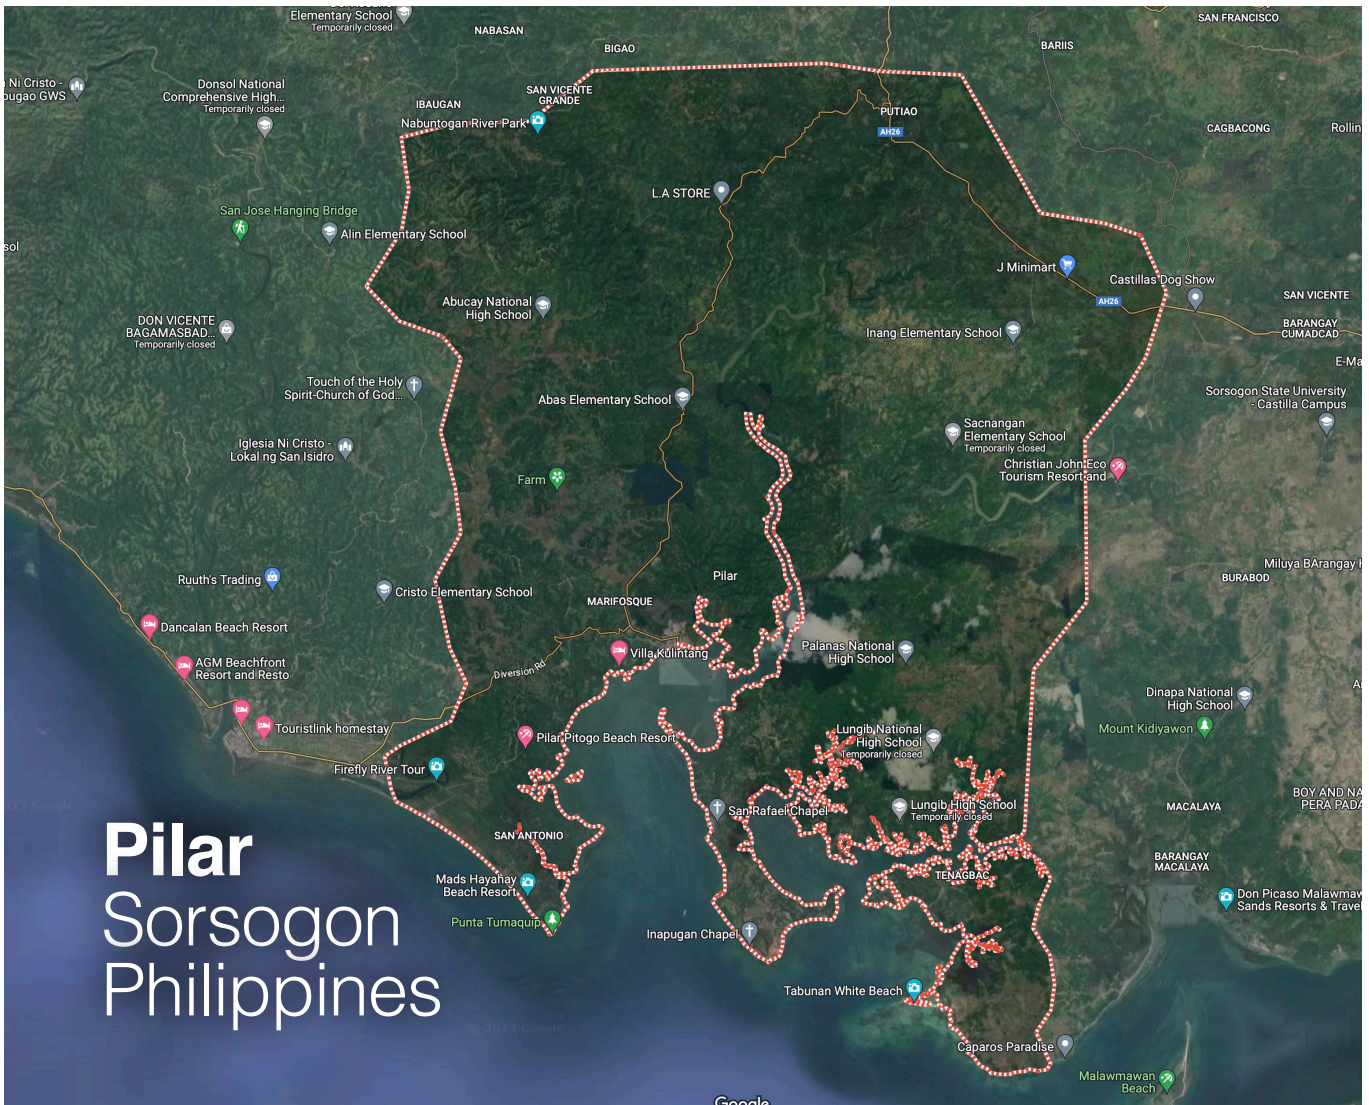 Elementary School
Temporarily closed
NABASAN
BIGAO
SAN FRANCISCO
BARIIS
Ni Cristo -
bugao GWS
Donsol National
Comprehensive High...
Temporarily closed
IBAUGAN
SAN VICENTE
GRANDE
Nabuntogan River Park
PUTIAO
AH26
CAGBACONG
Rollin
L.A STORE
San Jose Hanging Bridge
Alin Elementary School
sol
J Minimart
Castillas Dog Show
AH26
SAN VICENTE
BARANGAY
CUMADCAD
Abucay National
High School
DON VICENTE
BAGAMASBAD...
Temporarily closed
Inang Elementary School
E-Ma
Touch of the Holy
Spirit-Church of God...
Abas Elementary School
Sorsogon State University
- Castilla Campus
Iglesia Ni Cristo -
Lokal ng San Isidro
Sacnangan
Elementary School
Temporarily closed
Christian John Eco
Tourism Resort and
Farm
Ruuth's Trading
Cristo Elementary School
Pilar
MARIFOSQUE
Miluya BArangay
BURABOD
Dancalan Beach Resort
AGM Beachfront
Resort and Resto
Diversion Rd
Villa Kulintang
Palanas National
High School
Dinapa National
High School
Mount Kidiyawon
Touristlink homestay
Pilar Pitogo Beach Resort
Lungib National
High School
Temporarily closed
Firefly River Tour
San Rafael Chapel
Lungib High School
Temporarily closed
MACALAYA
BOY AND NA
PERA PADA
SAN ANTONIO
BARANGAY
MACALAYA
TENAGBAC
Mads Hayahay
Beach Resort
Punta Tumaquip
Inapugan Chapel
Don Picaso Malawmaw
Sands Resorts & Travel
Tabunan White Beach
Caparos Paradise
Malawmawan
Beach
Pilar
Sorsogon
Philippines
Google